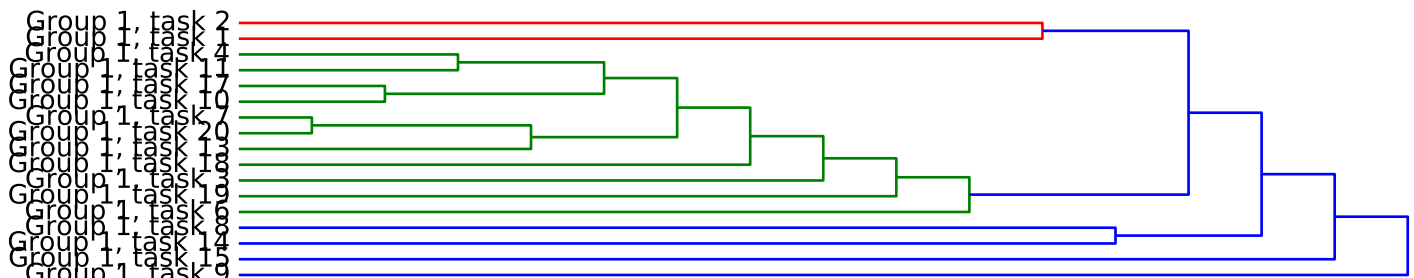 Group 1, task 2
Group 1, task 1
Group 1, task 4
Group 1, task 11
Group 1, task 17
Group 1, task 10
Group 1, task 7
Group 1, task 20
Group 1, task 13
Group 1, task 18
Group 1, task 3
Group 1, task 19
Group 1, task 6
Group 1, task 8
Group 1, task 14
Group 1, task 15
Group 1, task 9